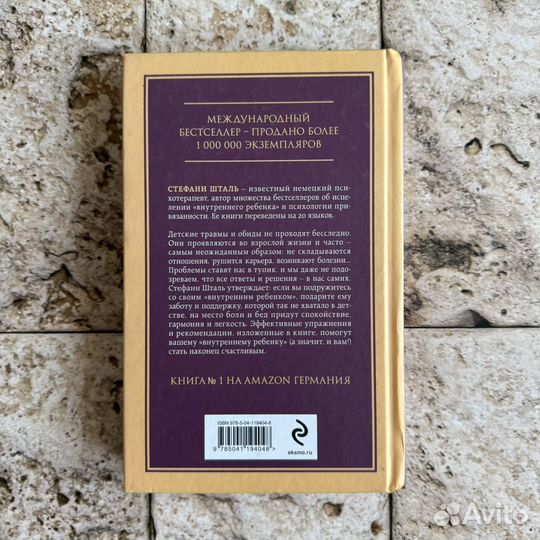 МЕЖДУНАРОДНЫЙ
БЕСТСЕЛЛЕР – ПРОДАНО БОЛЕЕ
1 000 000 ЭКЗЕМПЛЯРОВ
СТЕФАНИ ШТАЛЬ – известный немецкий пси-
хотерапевт, автор множества бестселлеров об исце-
лении «внутреннего ребенка» и психологии при-
вязанности. Ее книги переведены на 20 языков.
Детские травмы и обиды не проходят бесследно.
Они проявляются во взрослой жизни и часто –
самым неожиданным образом: не складываются
отношения, рушится карьера, возникают болезни...
Проблемы ставят нас в тупик, и мы даже не подо-
зреваем, что все ответы и решения – в нас самих.
Стефани Шталь утверждает: если вы подружитесь
со своим «внутренним ребенком», подарите ему
заботу и поддержку, которой так не хватало в дет-
стве, на место боли и бед придут спокойствие,
гармония и легкость. Эффективные упражнения
и рекомендации, изложенные в книге, помогут
вашему «внутреннему ребенку» (а значит, и вам!)
стать наконец счастливым.
КНИГА № 1 НА AMAZON ГЕРМАНИЯ
ISBN 978-5-04-119404-8
9 785041 194048 >
eksmo.ru
Avito